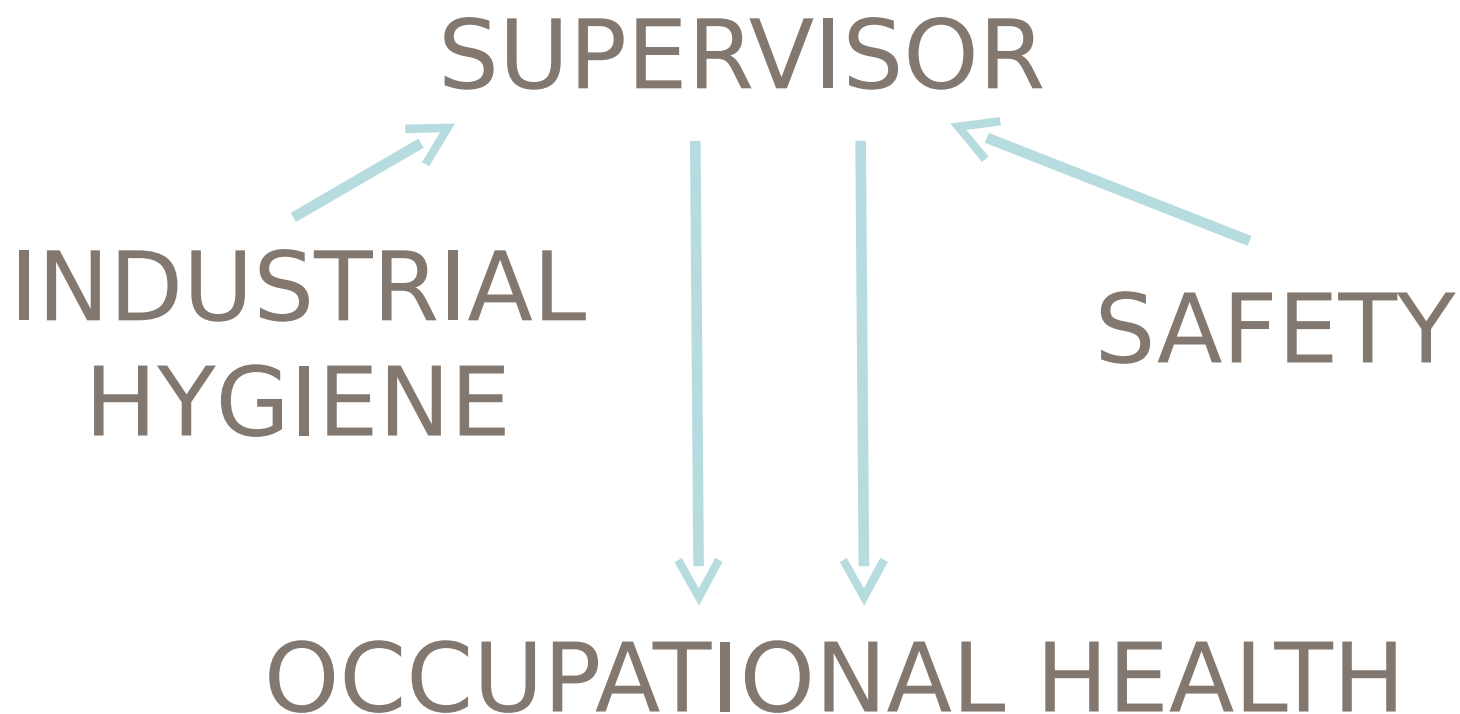 SUPERVISOR
INDUSTRIAL
HYGIENE
SAFETY
OCCUPATIONAL HEALTH